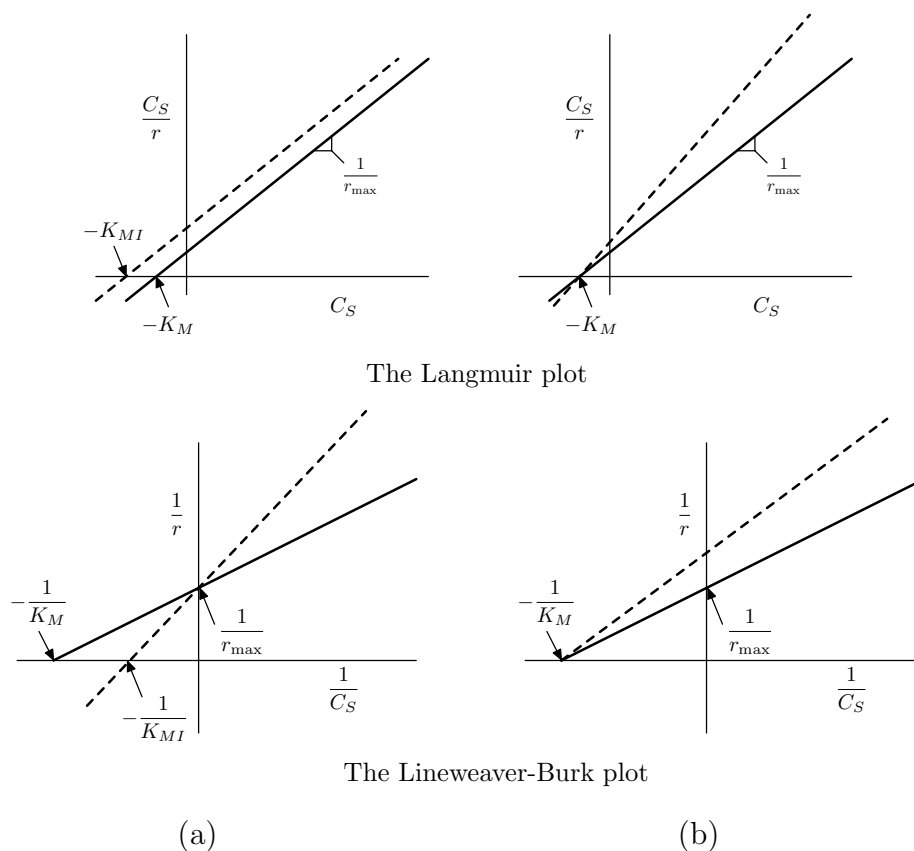 C_S / r
1 / r_max
−K_MI
−K_M
C_S
C_S / r
1 / r_max
−K_M
C_S
The Langmuir plot
1 / r
−1 / K_M
1 / r_max
−1 / K_MI
1 / C_S
1 / r
−1 / K_M
1 / r_max
1 / C_S
The Lineweaver-Burk plot
(a)
(b)